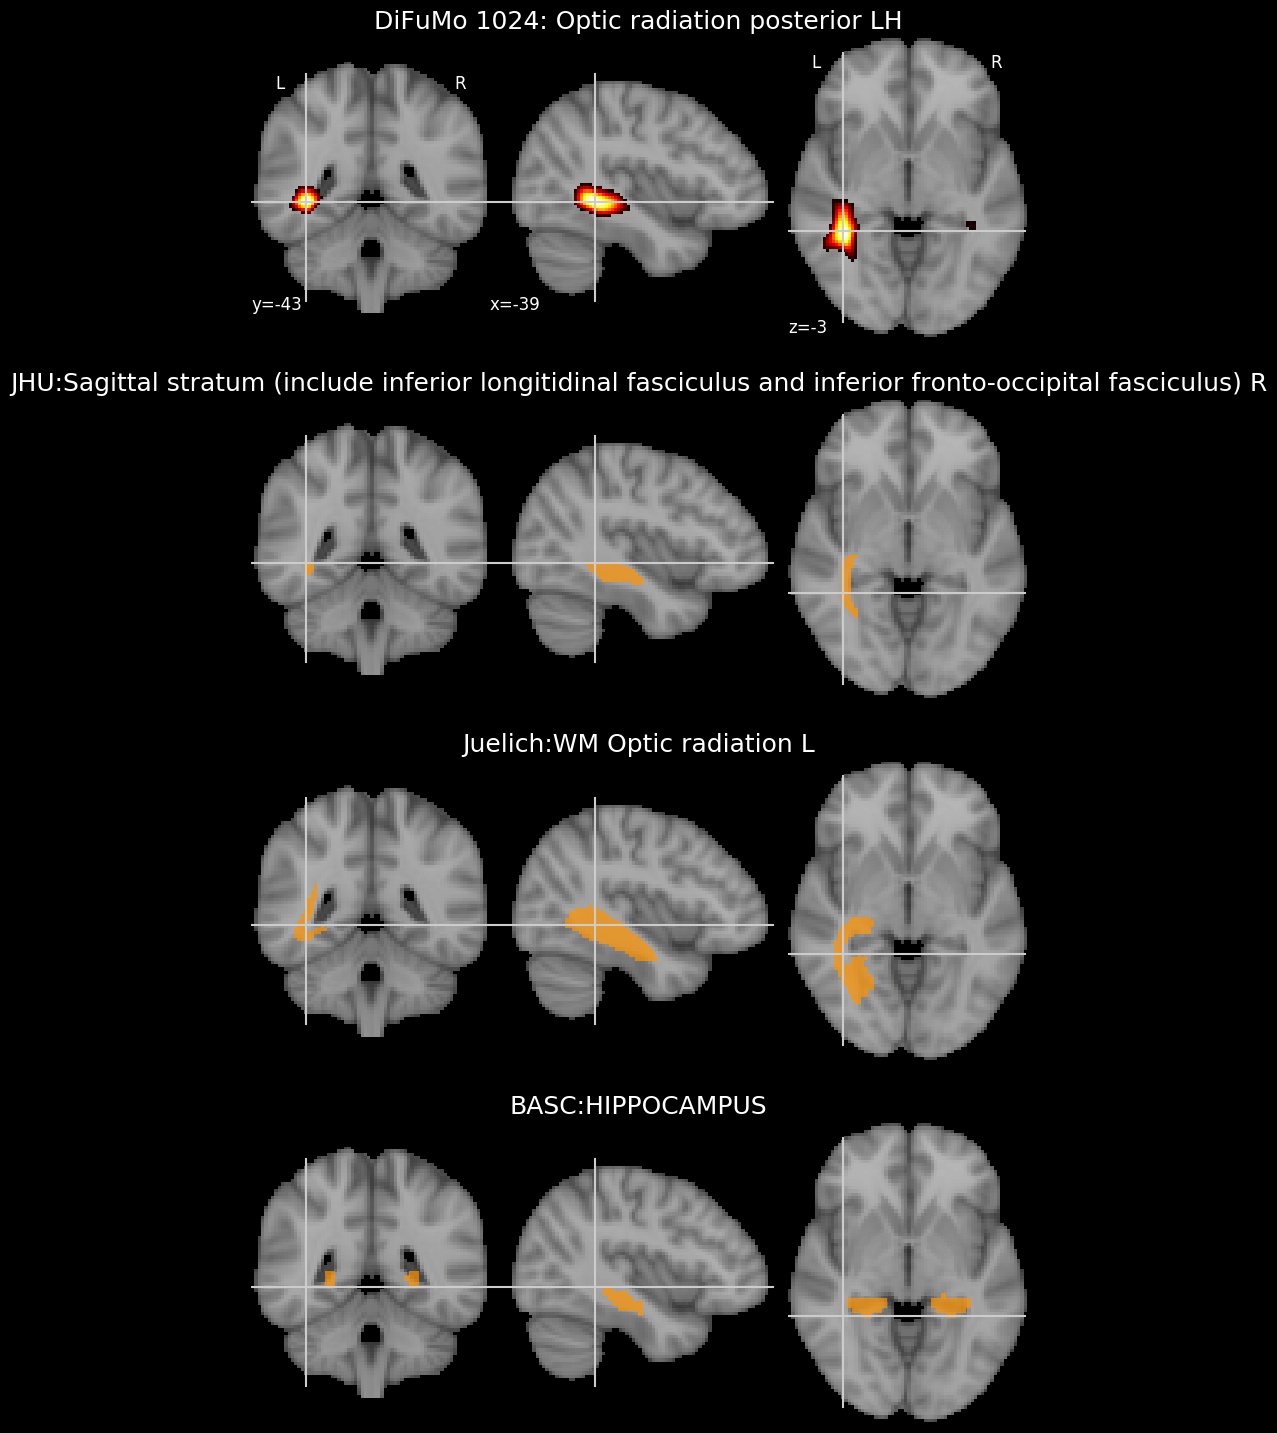 DiFuMo 1024: Optic radiation posterior LH
L R L R
y=-43 x=-39 z=-3
JHU:Sagittal stratum (include inferior longitidinal fasciculus and inferior fronto-occipital fasciculus) R
Juelich:WM Optic radiation L
BASC:HIPPOCAMPUS